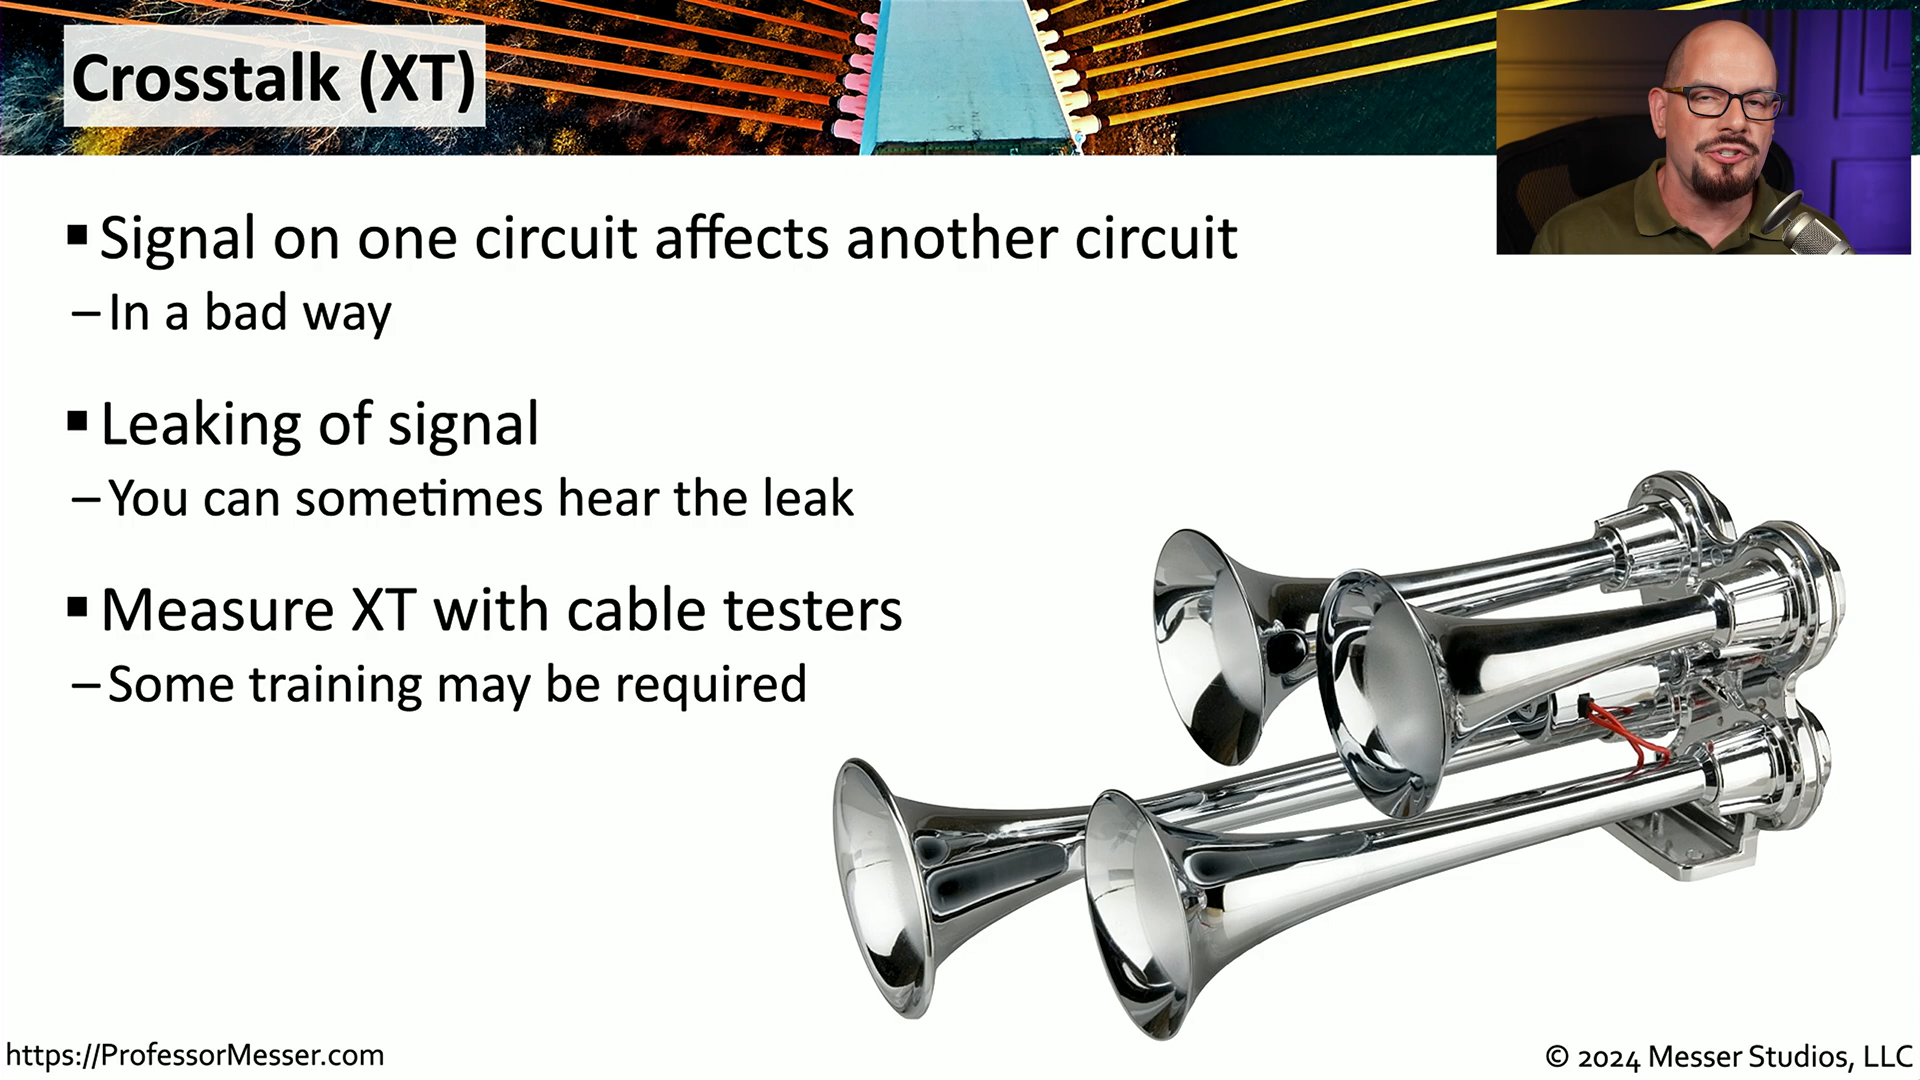 Crosstalk (XT)
▪ Signal on one circuit affects another circuit
– In a bad way
▪ Leaking of signal
– You can sometimes hear the leak
▪ Measure XT with cable testers
– Some training may be required
https://ProfessorMesser.com
© 2024 Messer Studios, LLC